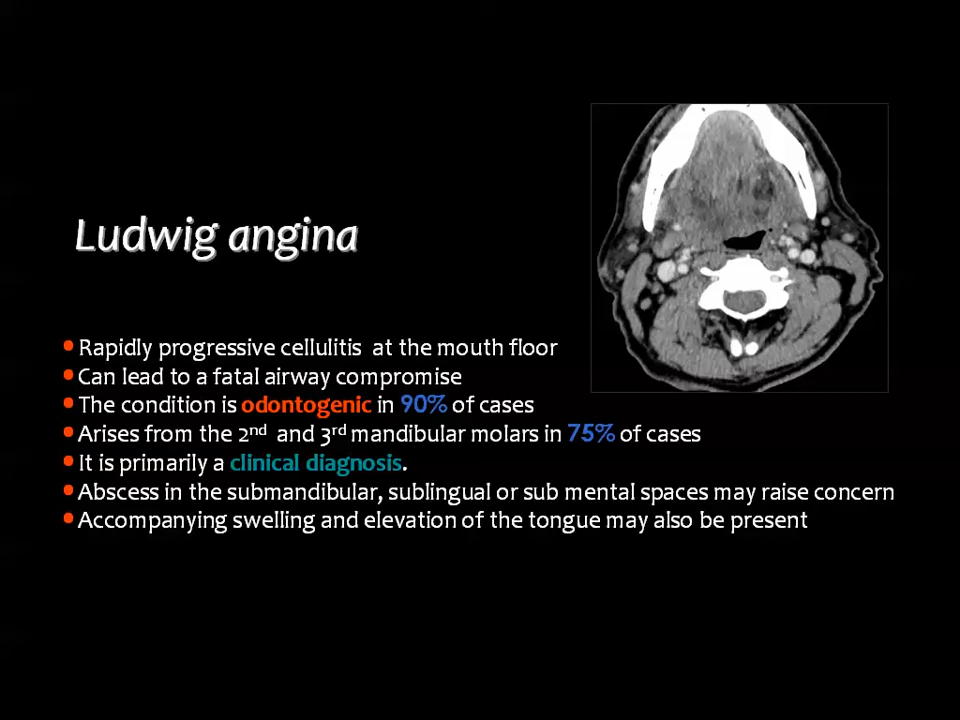 Ludwig angina
• Rapidly progressive cellulitis at the mouth floor
• Can lead to a fatal airway compromise
• The condition is odontogenic in 90% of cases
• Arises from the 2nd and 3rd mandibular molars in 75% of cases
• It is primarily a clinical diagnosis.
• Abscess in the submandibular, sublingual or sub mental spaces may raise concern
• Accompanying swelling and elevation of the tongue may also be present